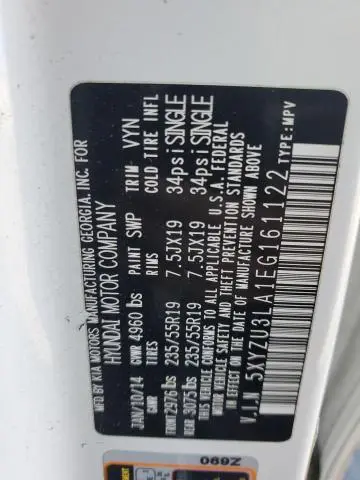 MFD BY KIA MOTORS MANUFACTURING GEORGIA, INC. FOR
HYUNDAI MOTOR COMPANY
JAN/10/14 PAINT SWP TRIM VYN
GVWR 4960 lbs
GAWR TIRES RIMS COLD TIRE INFL
FRONT 2976 lbs 235/55R19 7.5JX19 34psi SINGLE
REAR 3075 lbs 235/55R19 7.5JX19 34psi SINGLE
THIS VEHICLE CONFORMS TO ALL APPLICABLE U.S.A. FEDERAL
MOTOR VEHICLE SAFETY AND THEFT PREVENTION STANDARDS
IN EFFECT ON THE DATE OF MANUFACTURE SHOWN ABOVE
V.I.N: 5XYZU3LA1EG161122 TYPE: MPV
Z690